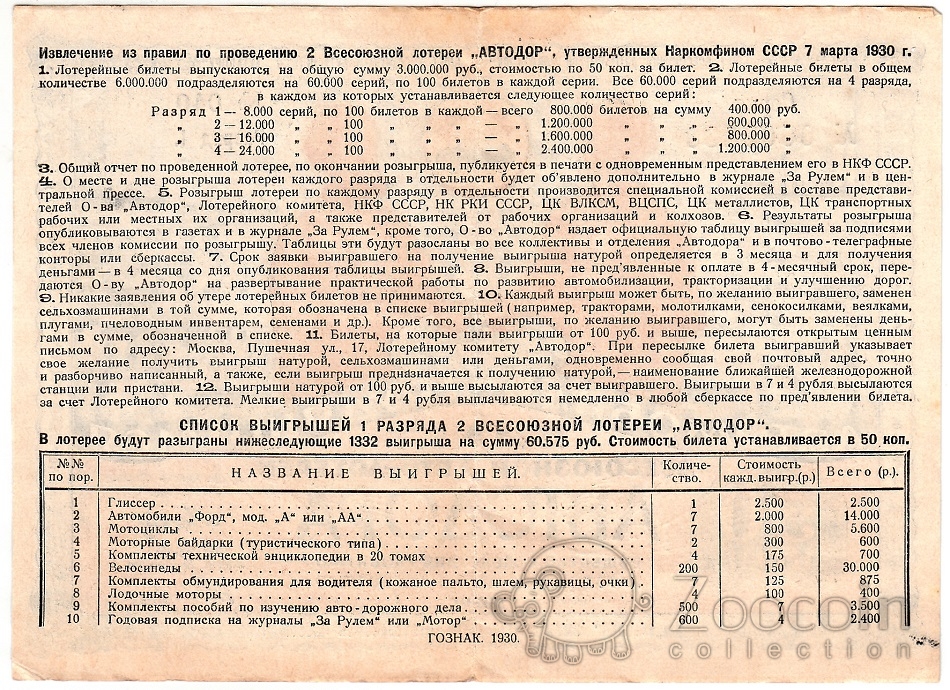 Извлечение из правил по проведению 2 Всесоюзной лотереи „АВТОДОР“, утвержденных Наркомфином СССР 7 марта 1930 г.
1. Лотерейные билеты выпускаются на общую сумму 3.000.000 руб., стоимостью по 50 коп. за билет. 2. Лотерейные билеты в общем
количестве 6.000.000 подразделяются на 60.000 серий, по 100 билетов в каждой серии. Все 60.000 серий подразделяются на 4 разряда,
в каждом из которых устанавливается следующее количество серий:
Разряд 1 — 8.000 серий, по 100 билетов в каждой — всего 800.000 билетов на сумму 400.000 руб.
„ 2 — 12.000 „ „ 100 „ „ „ — „ 1.200.000 „ „ „ 600.000 „
„ 3 — 16.000 „ „ 100 „ „ „ — „ 1.600.000 „ „ „ 800.000 „
„ 4 — 24.000 „ „ 100 „ „ „ — „ 2.400.000 „ „ „ 1.200.000 „
3. Общий отчет по проведенной лотерее, по окончании розыгрыша, публикуется в печати с одновременным представлением его в НКФ СССР.
4. О месте и дне розыгрыша лотереи каждого разряда в отдельности будет об'явлено дополнительно в журнале „За Рулем“ и в цен-
тральной прессе. 5. Розыгрыш лотереи по каждому разряду в отдельности производится специальной комиссией в составе представи-
телей О-ва „Автодор“, Лотерейного комитета, НКФ СССР, НК РКИ СССР, ЦК ВЛКСМ, ВЦСПС, ЦК металлистов, ЦК транспортных
рабочих или местных их организаций, а также представителей от рабочих организаций и колхозов. 6. Результаты розыгрыша
опубликовываются в газетах и в журнале „За Рулем“, кроме того, О-во „Автодор“ издает официальную таблицу выигрышей за подписями
всех членов комиссии по розыгрышу. Таблицы эти будут разосланы во все коллективы и отделения „Автодора“ и в почтово-телеграфные
конторы или сберкассы. 7. Срок заявки выигравшего на получение выигрыша натурой определяется в 3 месяца и для получения
деньгами — в 4 месяца со дня опубликования таблицы выигрышей. 8. Выигрыши, не пред'явленные к оплате в 4-месячный срок, пере-
даются О-ву „Автодор“ на развертывание практической работы по развитию автомобилизации, тракторизации и улучшению дорог.
9. Никакие заявления об утере лотерейных билетов не принимаются. 10. Каждый выигрыш может быть, по желанию выигравшего, заменен
сельхозмашинами в той сумме, которая обозначена в списке выигрышей (например, тракторами, молотилками, сенокосилками, веялками,
плугами, пчеловодным инвентарем, семенами и др.). Кроме того, все выигрыши, по желанию выигравшего, могут быть заменены день-
гами в сумме, обозначенной в списке. 11. Билеты, на которые пали выигрыши от 100 руб. и выше, пересылаются открытым ценным
письмом по адресу: Москва, Пушечная ул., 17, Лотерейному комитету „Автодор“. При пересылке билета выигравший указывает
свое желание получить выигрыш натурой, сельхозмашинами или деньгами, одновременно сообщая свой почтовый адрес, точно
и разборчиво написанный, а также, если выигрыш предназначается к получению натурой, — наименование ближайшей железнодорожной
станции или пристани. 12. Выигрыши натурой от 100 руб. и выше высылаются за счет выигравшего. Выигрыши в 7 и 4 рубля высылаются
за счет Лотерейного комитета. Мелкие выигрыши в 7 и 4 рубля выплачиваются немедленно в любой сберкассе по пред'явлении билета.
СПИСОК ВЫИГРЫШЕЙ 1 РАЗРЯДА 2 ВСЕСОЮЗНОЙ ЛОТЕРЕИ „АВТОДОР“.
В лотерее будут разыграны нижеследующие 1332 выигрыша на сумму 60.575 руб. Стоимость билета устанавливается в 50 коп.
№№ по пор. НАЗВАНИЕ ВЫИГРЫШЕЙ. Количе-ство. Стоимость кажд. выигр.(р.) Всего (р.).
1 Глиссер 1 2.500 2.500
2 Автомобили „Форд“, мод. „А“ или „АА“ 7 2.000 14.000
3 Мотоциклы 7 800 5.600
4 Моторные байдарки (туристического типа) 2 300 600
5 Комплекты технической энциклопедии в 20 томах 4 175 700
6 Велосипеды 200 150 30.000
7 Комплекты обмундирования для водителя (кожаное пальто, шлем, рукавицы, очки) 7 125 875
8 Лодочные моторы 4 100 400
9 Комплекты пособий по изучению авто-дорожного дела 500 7 3.500
10 Годовая подписка на журналы „За Рулем“ или „Мотор“ 600 4 2.400
ГОЗНАК. 1930.
Zoocom
collection